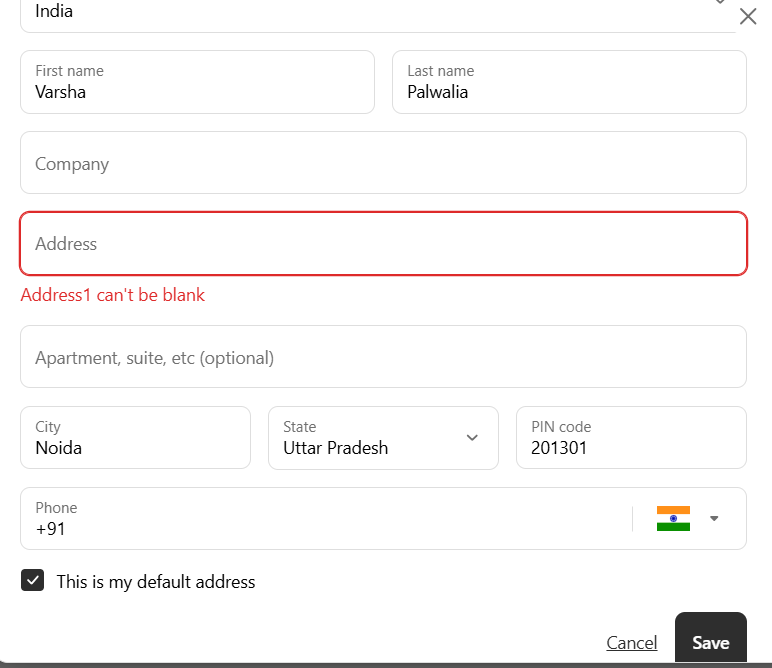 India
First name
Varsha
Last name
Palwalia
Company
Address
Address1 can't be blank
Apartment, suite, etc (optional)
City
Noida
State
Uttar Pradesh
PIN code
201301
Phone
+91
This is my default address
Cancel
Save